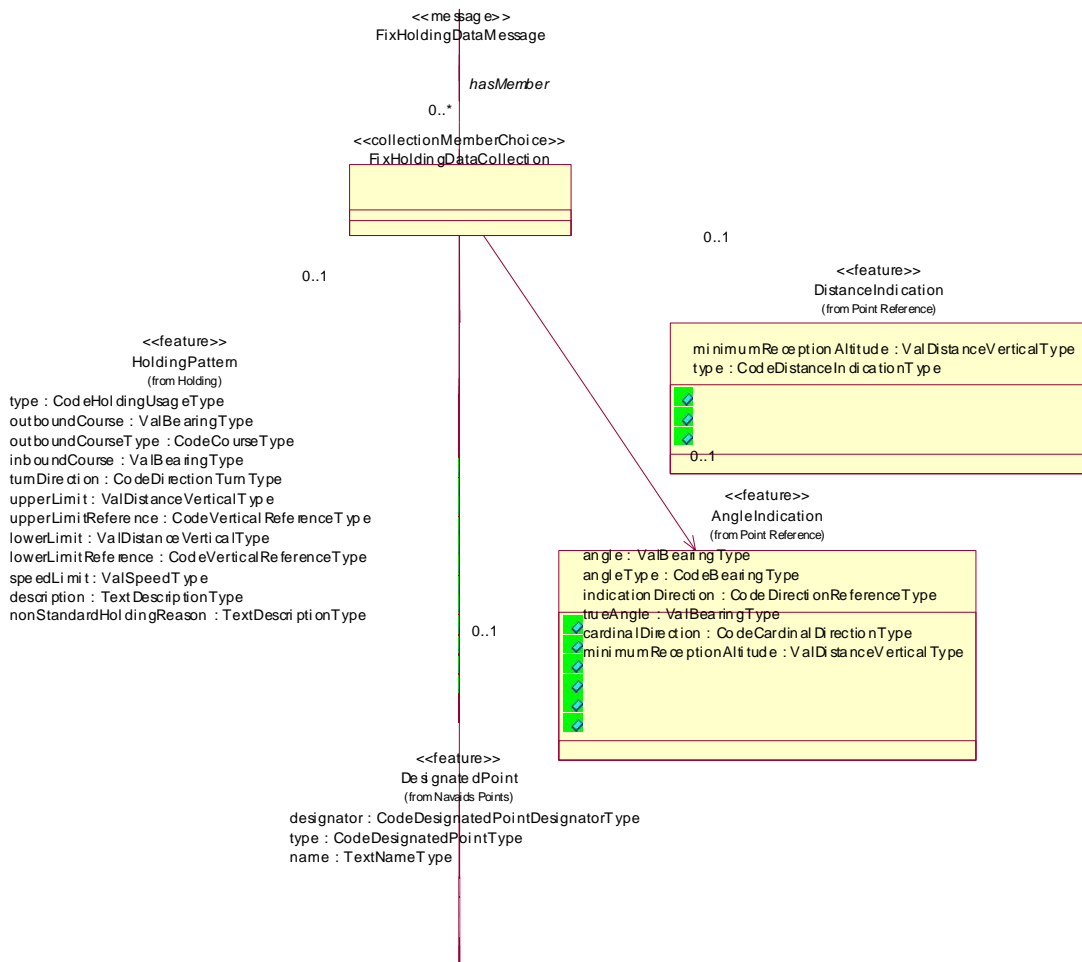 <<message>>
FixHoldingDataMessage
hasMember
0..*
<<collectionMemberChoice>>
FixHoldingDataCollection
0..1
0..1
<<feature>>
DistanceIndication
(from Point Reference)
minimumReceptionAltitude : ValDistanceVerticalType
type : CodeDistanceIndicationType
<<feature>>
HoldingPattern
(from Holding)
type : CodeHoldingUsageType
outboundCourse : ValBearingType
outboundCourseType : CodeCourseType
inboundCourse : ValBearingType
turnDirection : CodeDirectionTurnType
upperLimit : ValDistanceVerticalType
upperLimitReference : CodeVerticalReferenceType
lowerLimit : ValDistanceVerticalType
lowerLimitReference : CodeVerticalReferenceType
speedLimit : ValSpeedType
description : TextDescriptionType
nonStandardHoldingReason : TextDescriptionType
0..1
<<feature>>
AngleIndication
(from Point Reference)
angle : ValBearingType
angleType : CodeBearingType
indicationDirection : CodeDirectionReferenceType
trueAngle : ValBearingType
cardinalDirection : CodeCardinalDirectionType
minimumReceptionAltitude : ValDistanceVerticalType
0..1
<<feature>>
DesignatedPoint
(from Navaids Points)
designator : CodeDesignatedPointDesignatorType
type : CodeDesignatedPointType
name : TextNameType